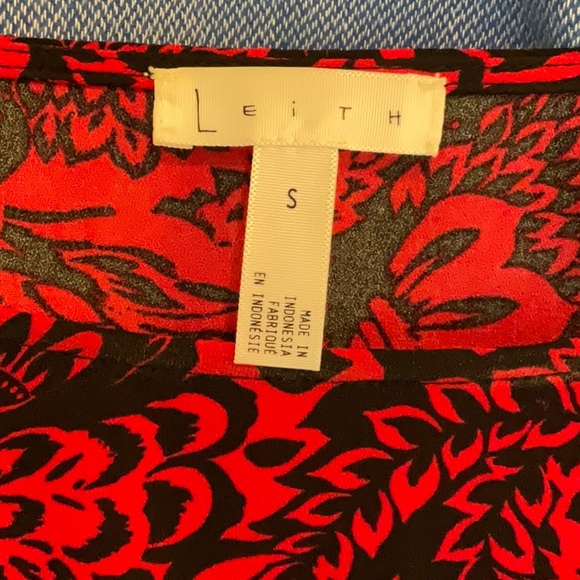 LEiTH
S
MADE IN
INDONESIA
FABRIQUÉ
EN INDONÉSIE